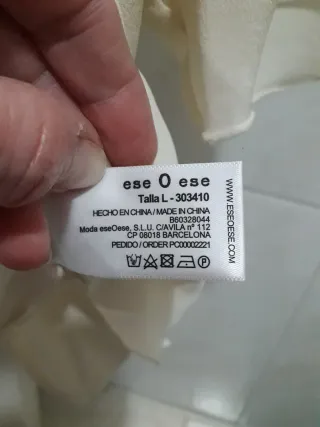 ese O ese
Talla L - 303410
HECHO EN CHINA / MADE IN CHINA
B60328044
Moda eseOese, S.L.U. C/AVILA nº 112
CP 08018 BARCELONA
PEDIDO / ORDER PC00002221
WWW.ESEOESE.COM